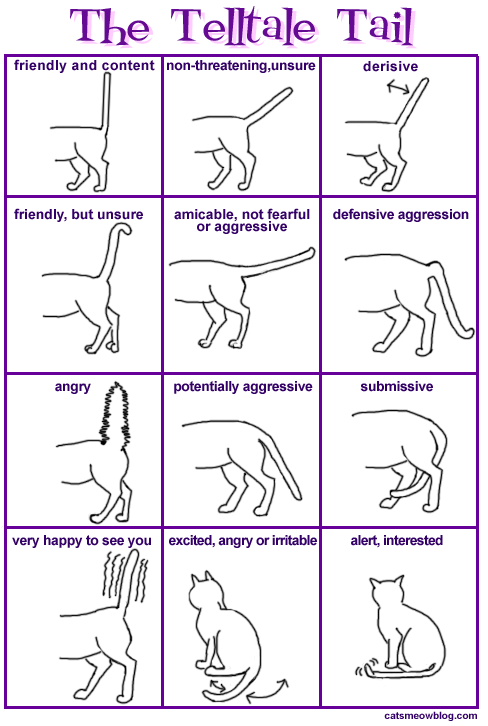 The Telltale Tail
friendly and content
non-threatening,unsure
derisive
friendly, but unsure
amicable, not fearful
or aggressive
defensive aggression
angry
potentially aggressive
submissive
very happy to see you
excited, angry or irritable
alert, interested
catsmeowblog.com